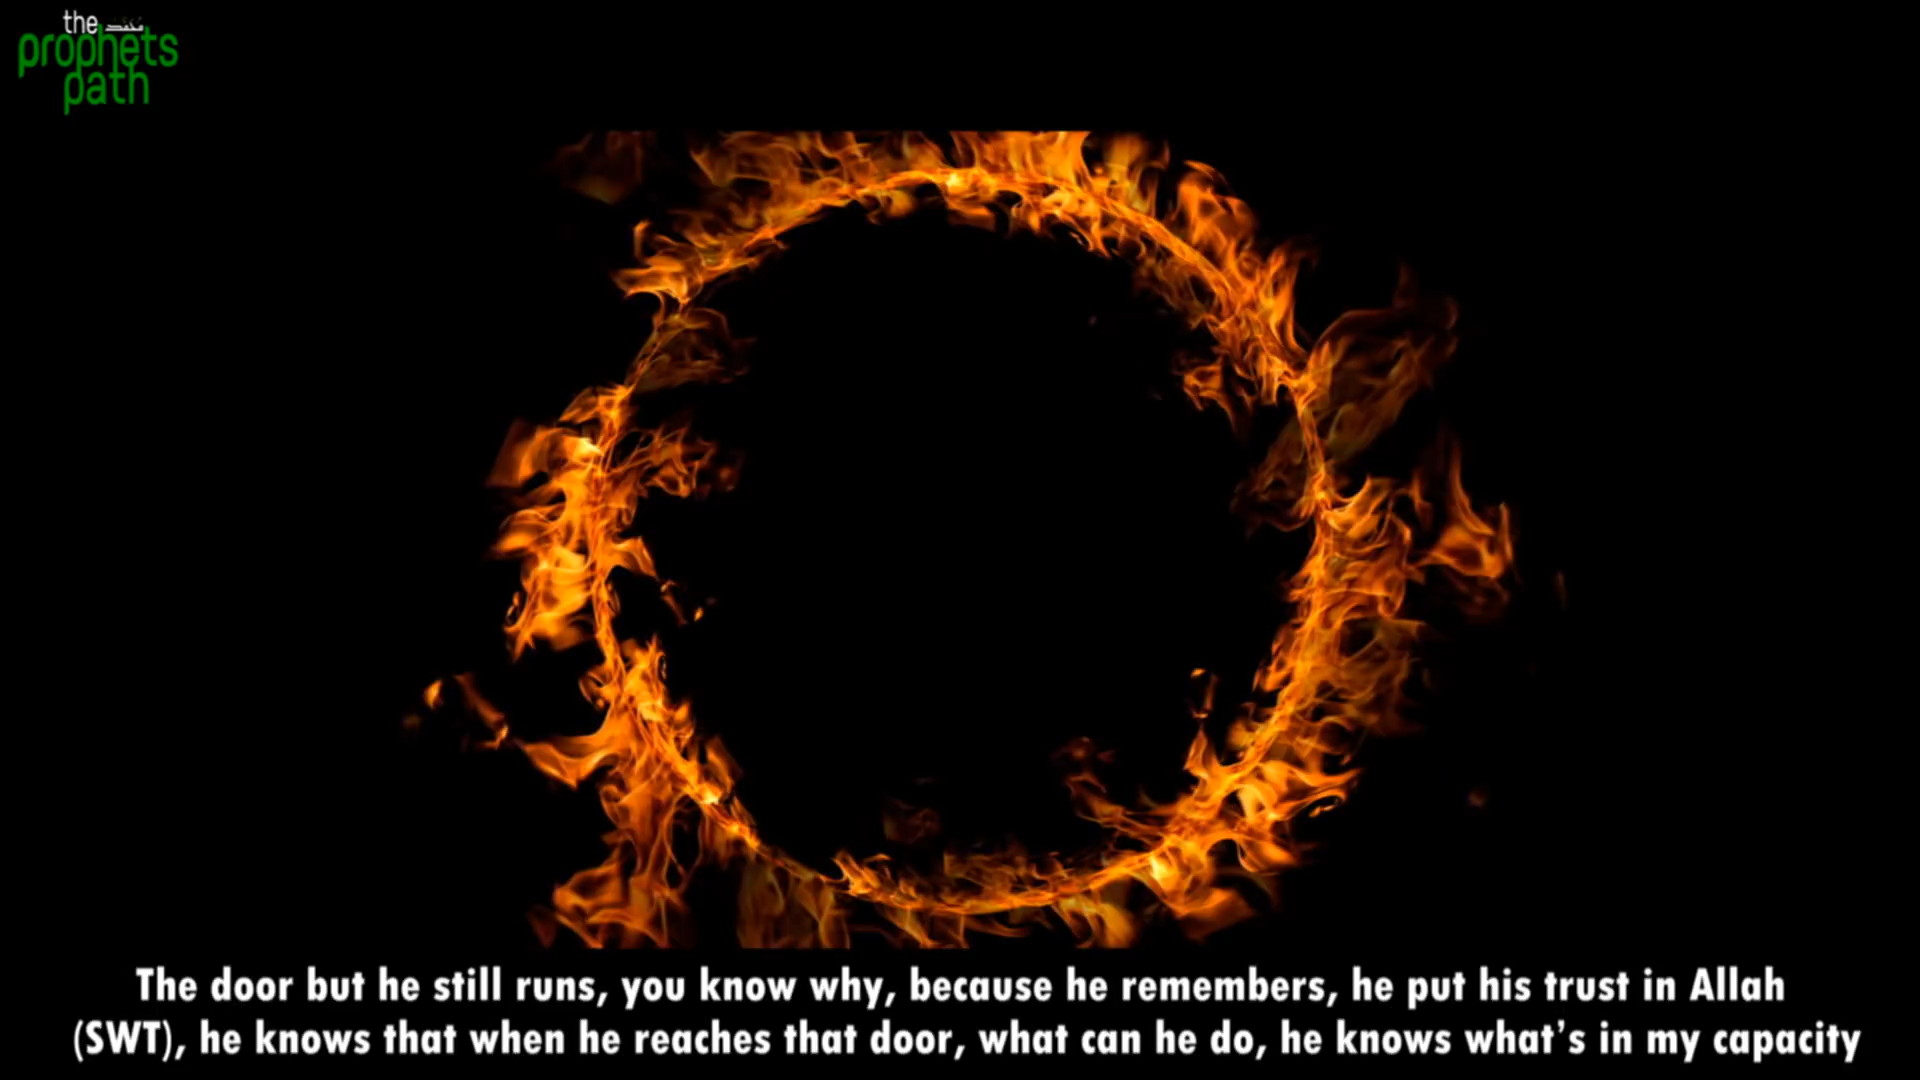 the
prophets
path
The door but he still runs, you know why, because he remembers, he put his trust in Allah
(SWT), he knows that when he reaches that door, what can he do, he knows what's in my capacity